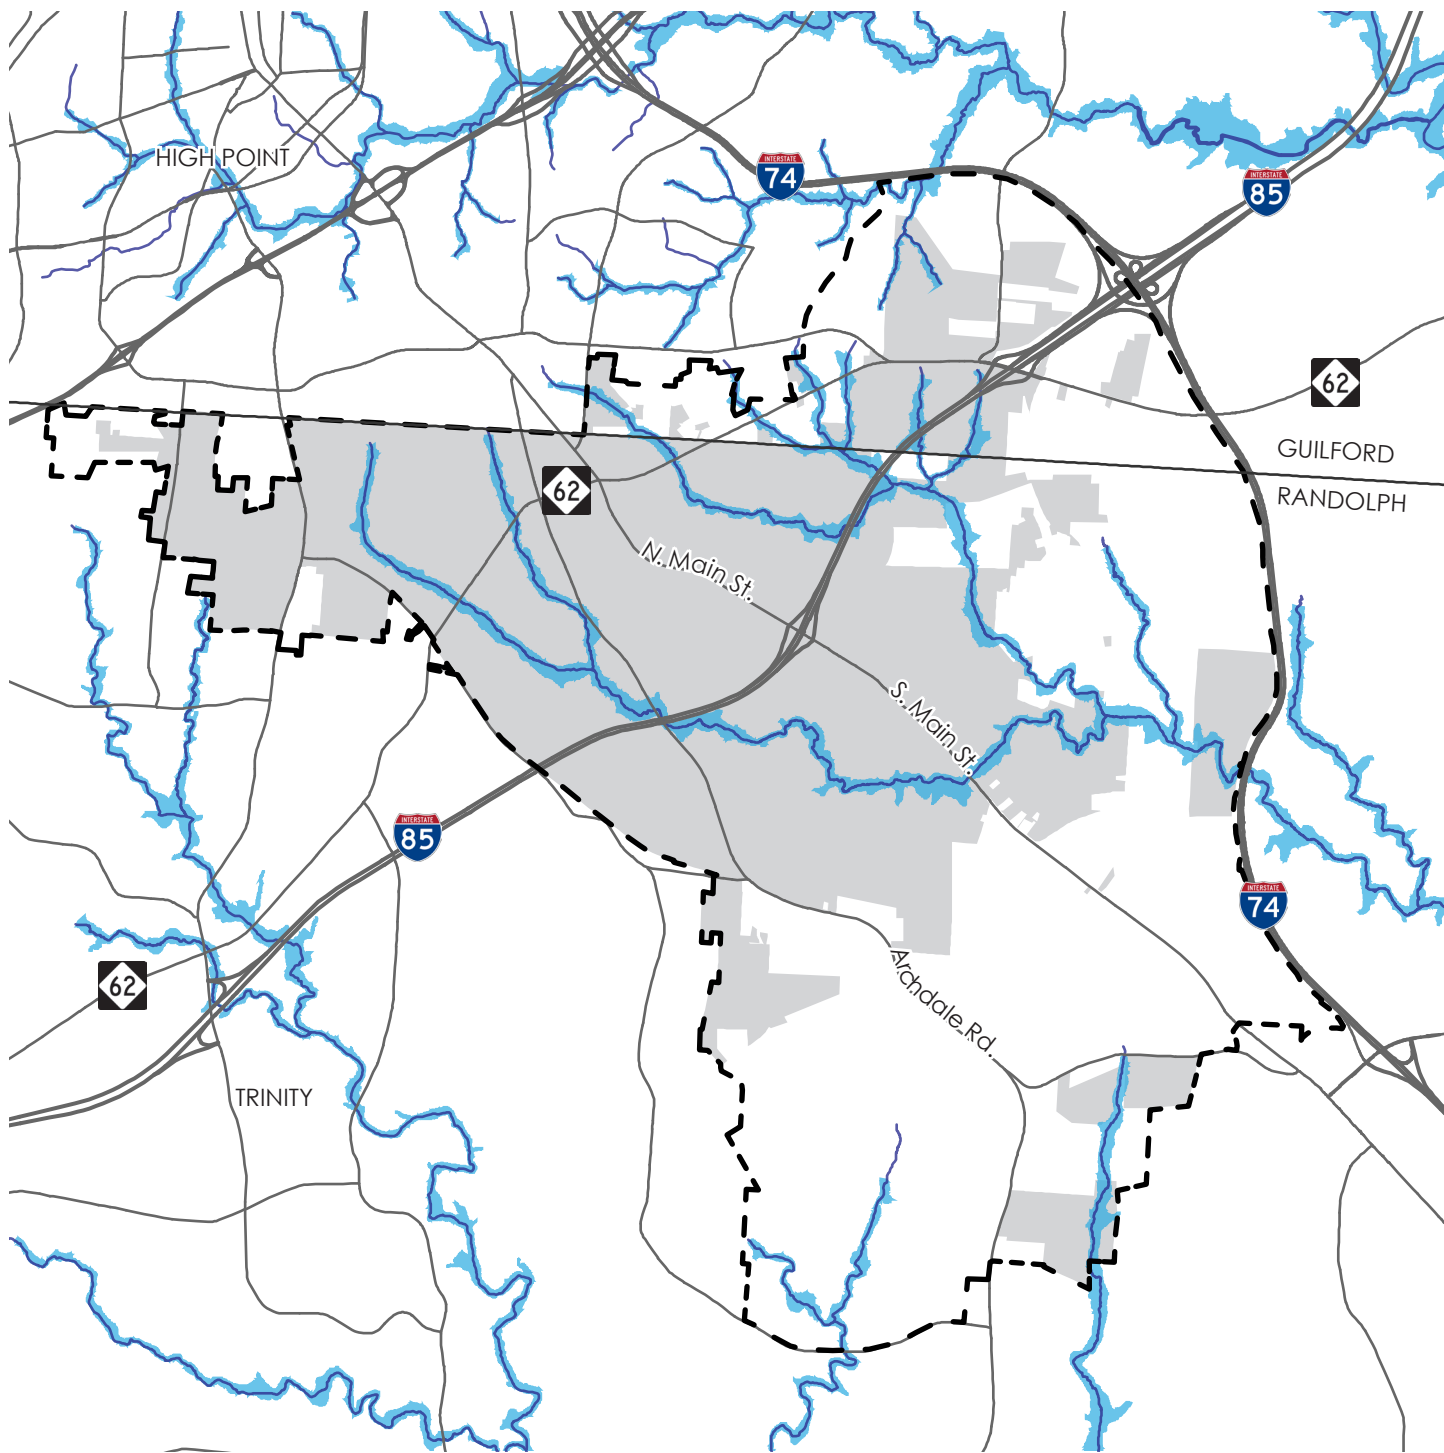 HIGH POINT
INTERSTATE
74
INTERSTATE
85
62
GUILFORD
RANDOLPH
62
N. Main St.
S. Main St.
INTERSTATE
85
INTERSTATE
74
Archdale Rd.
62
TRINITY